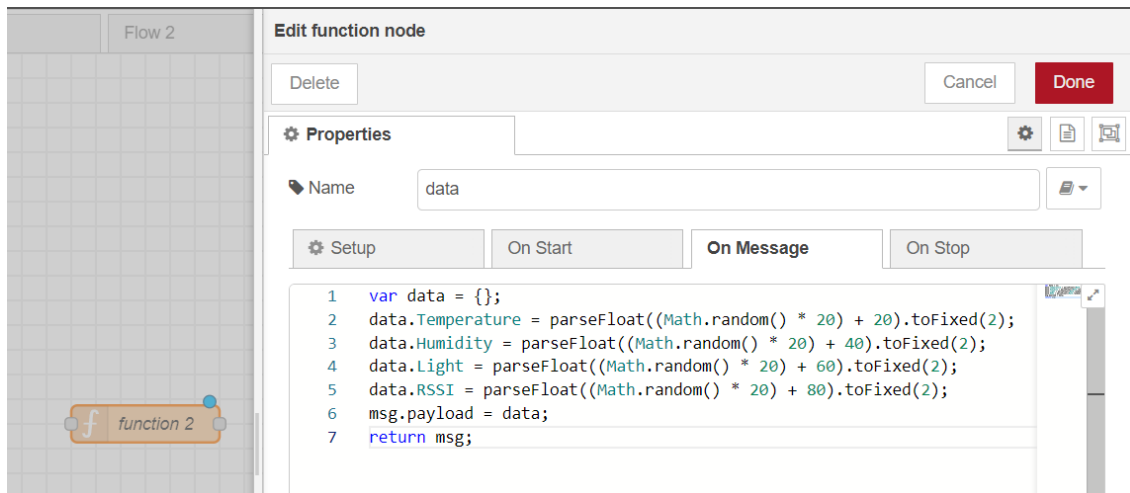 Flow 2
Edit function node
Delete
Cancel
Done
Properties
Name
data
Setup
On Start
On Message
On Stop
1 var data = {};
2 data.Temperature = parseFloat((Math.random() * 20) + 20).toFixed(2);
3 data.Humidity = parseFloat((Math.random() * 20) + 40).toFixed(2);
4 data.Light = parseFloat((Math.random() * 20) + 60).toFixed(2);
5 data.RSSI = parseFloat((Math.random() * 20) + 80).toFixed(2);
6 msg.payload = data;
7 return msg;
function 2